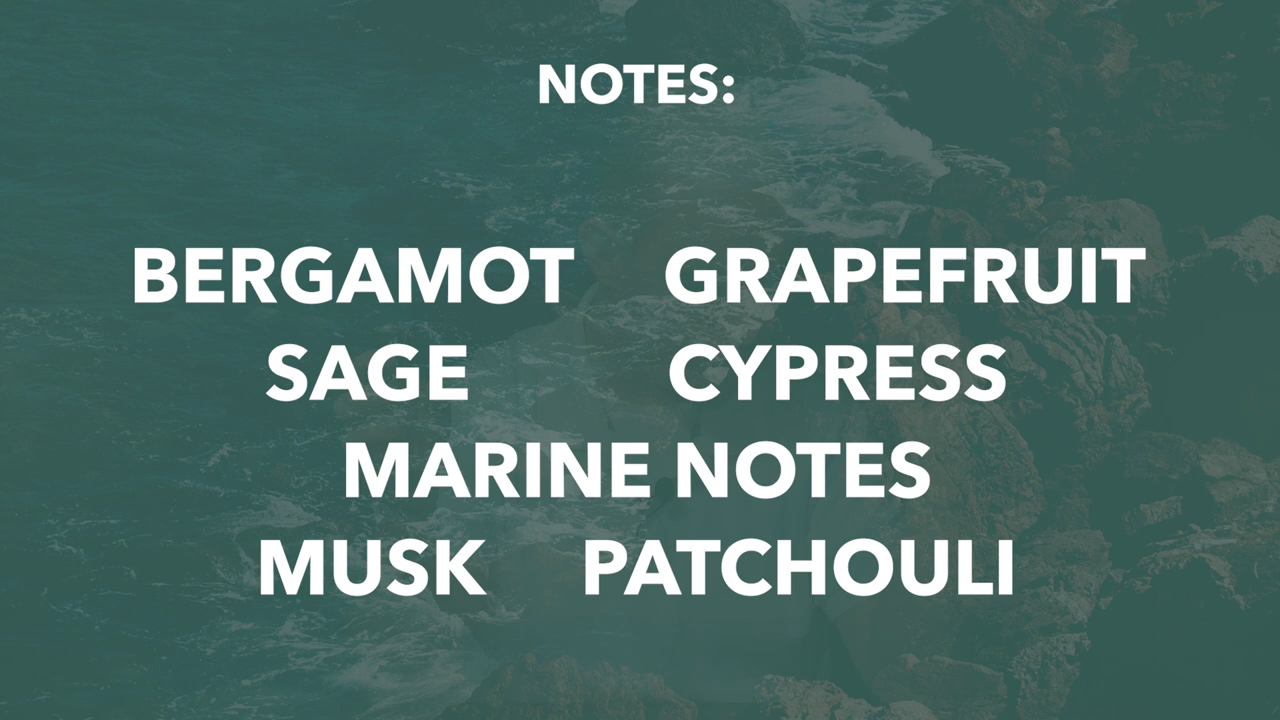 NOTES:
BERGAMOT GRAPEFRUIT
SAGE CYPRESS
MARINE NOTES
MUSK PATCHOULI